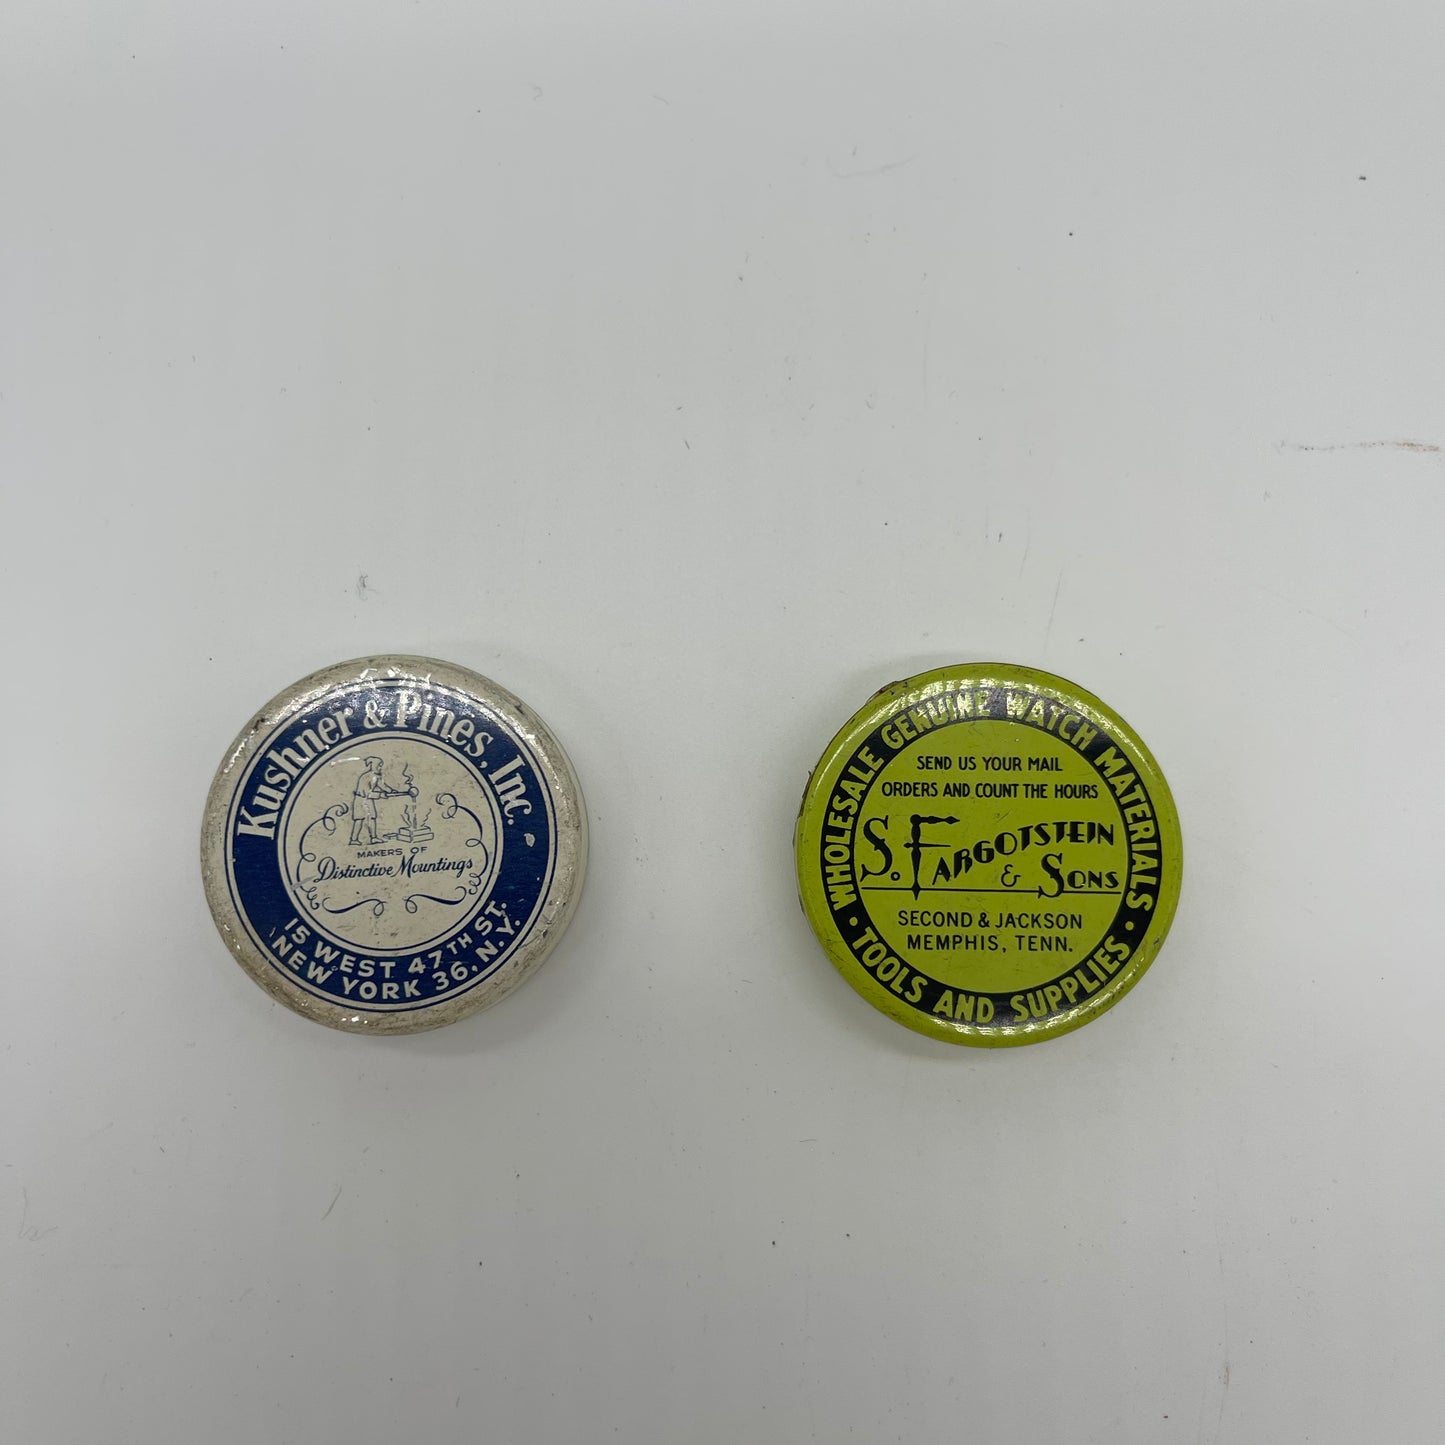 Kushner & Pines, Inc.
MAKERS OF
Distinctive Mountings
15 WEST 47TH ST.
NEW YORK 36, N.Y.
WHOLESALE GENUINE WATCH MATERIALS
SEND US YOUR MAIL
ORDERS AND COUNT THE HOURS
S. FARGOTSTEIN
& SONS
SECOND & JACKSON
MEMPHIS, TENN.
• TOOLS AND SUPPLIES •